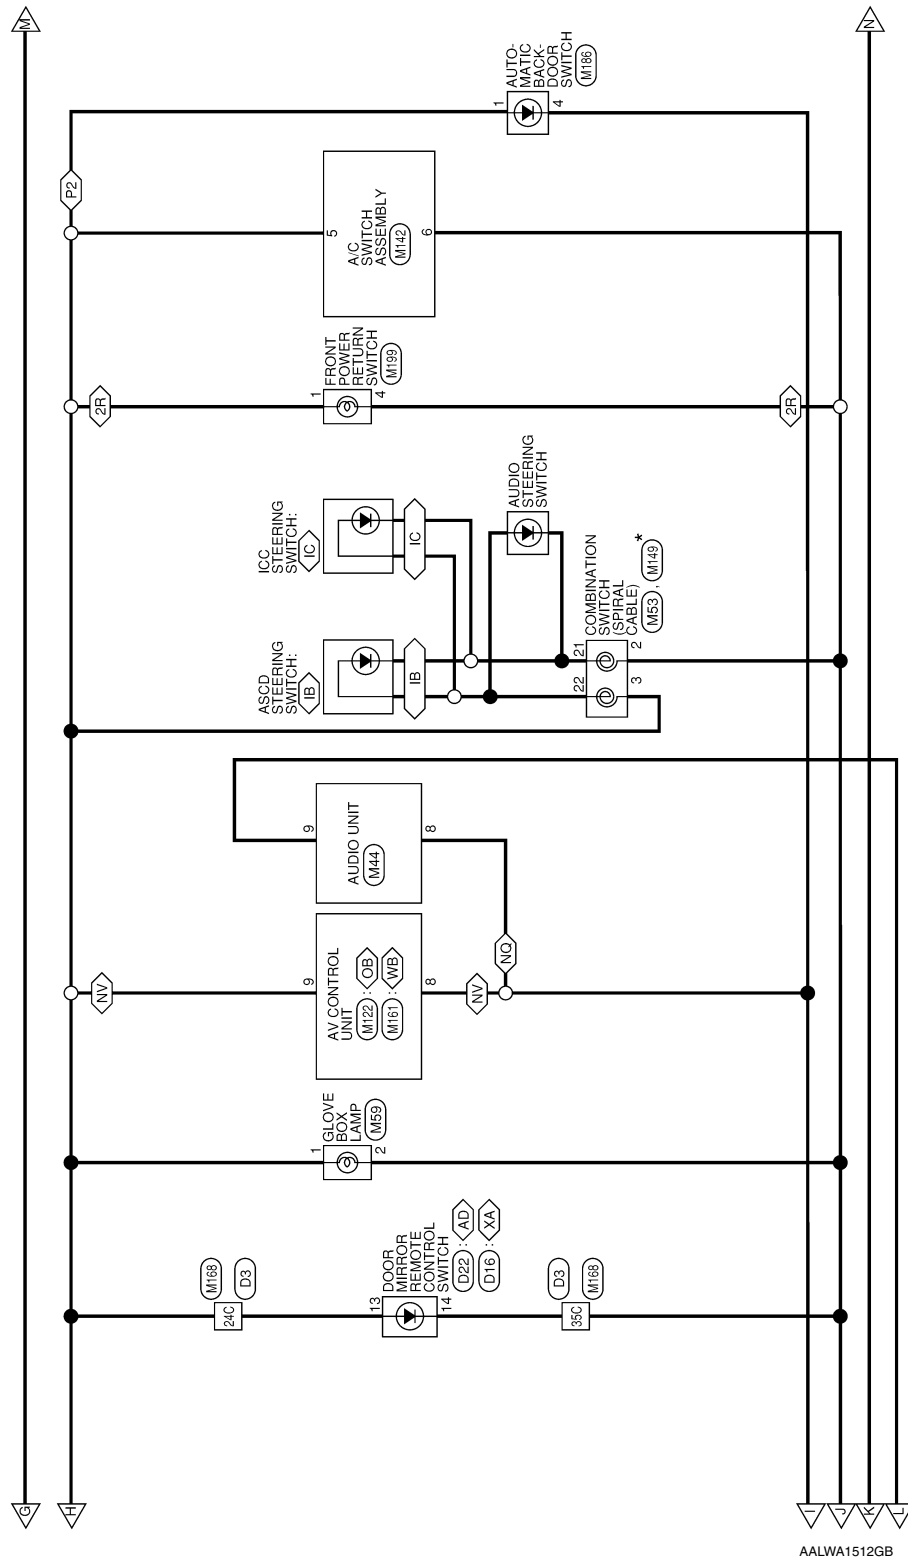 M
N
P2
1
AUTO-
MATIC
BACK-
DOOR
SWITCH
M186
4
5
A/C
SWITCH
ASSEMBLY
M142
6
2R
1
FRONT
POWER
RETURN
SWITCH
M199
4
2R
ICC
STEERING
SWITCH:
IC
IC
AUDIO
STEERING
SWITCH
ASCD
STEERING
SWITCH:
IB
IB
22
21
COMBINATION
SWITCH
(SPIRAL
CABLE)
M53 , M149 *
3
2
9
AUDIO UNIT
M44
8
NQ
NV
9
AV CONTROL
UNIT
M122 : OB
M161 : WB
8
NV
1
GLOVE
BOX
LAMP
M59
2
M168
D3
24C
13
DOOR
MIRROR
REMOTE
CONTROL
SWITCH
D22 : AD
D16 : XA
14
D3
M168
35C
G
H
I
J
K
L
AALWA1512GB